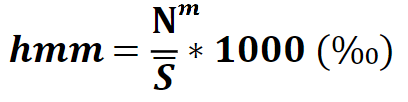 hmm = N^m / S̅ * 1000 (‰)